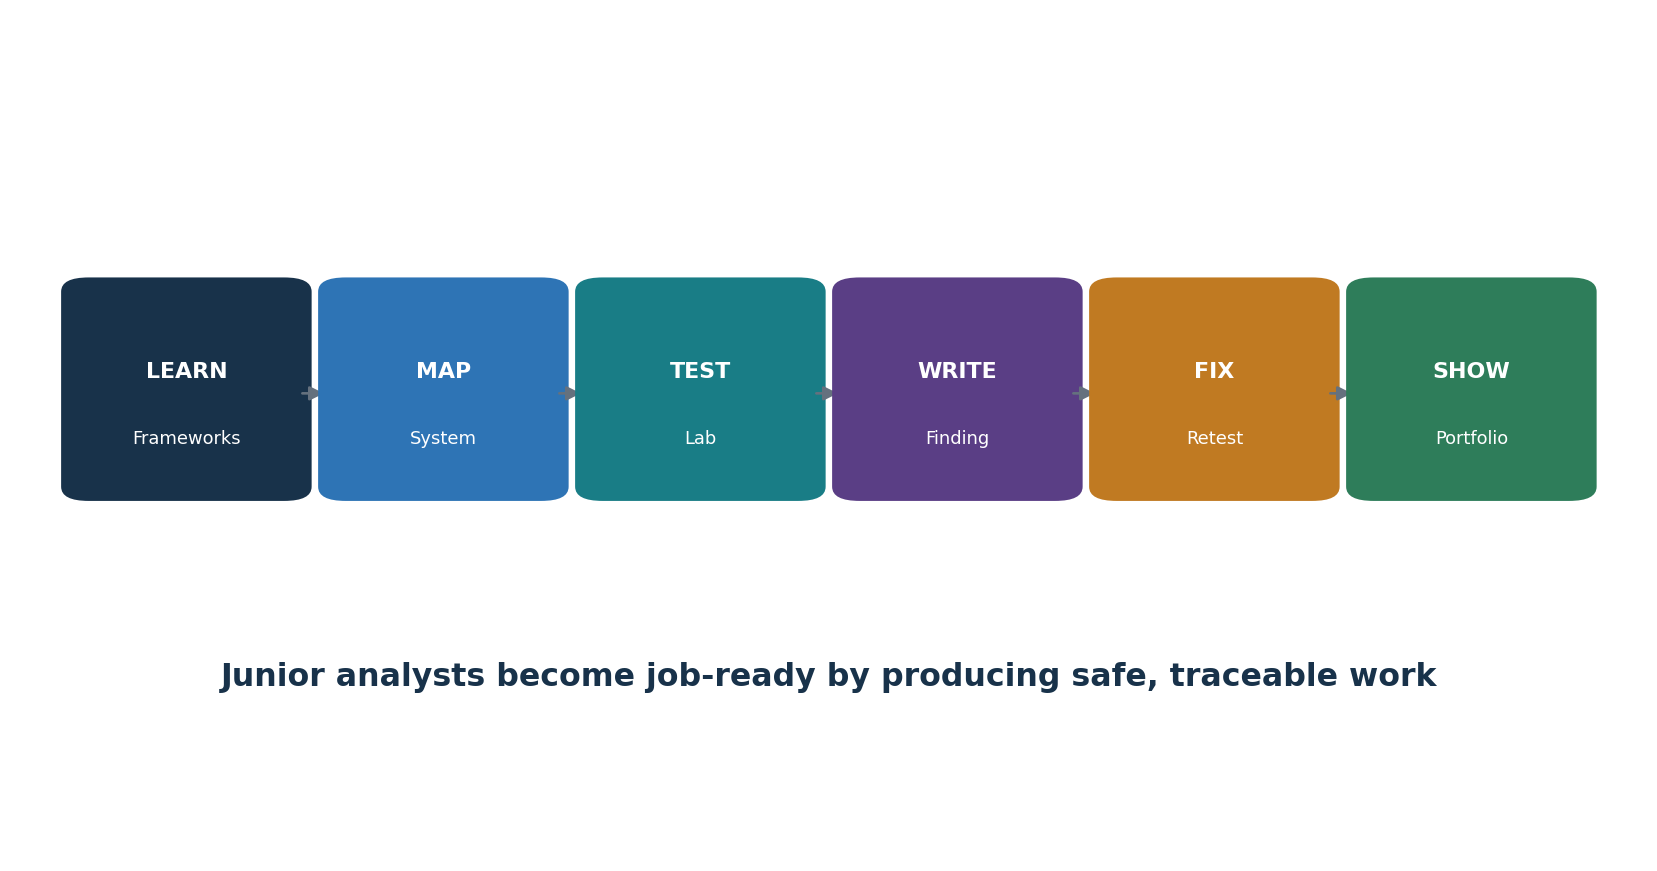 LEARN
Frameworks
MAP
System
TEST
Lab
WRITE
Finding
FIX
Retest
SHOW
Portfolio
Junior analysts become job-ready by producing safe, traceable work